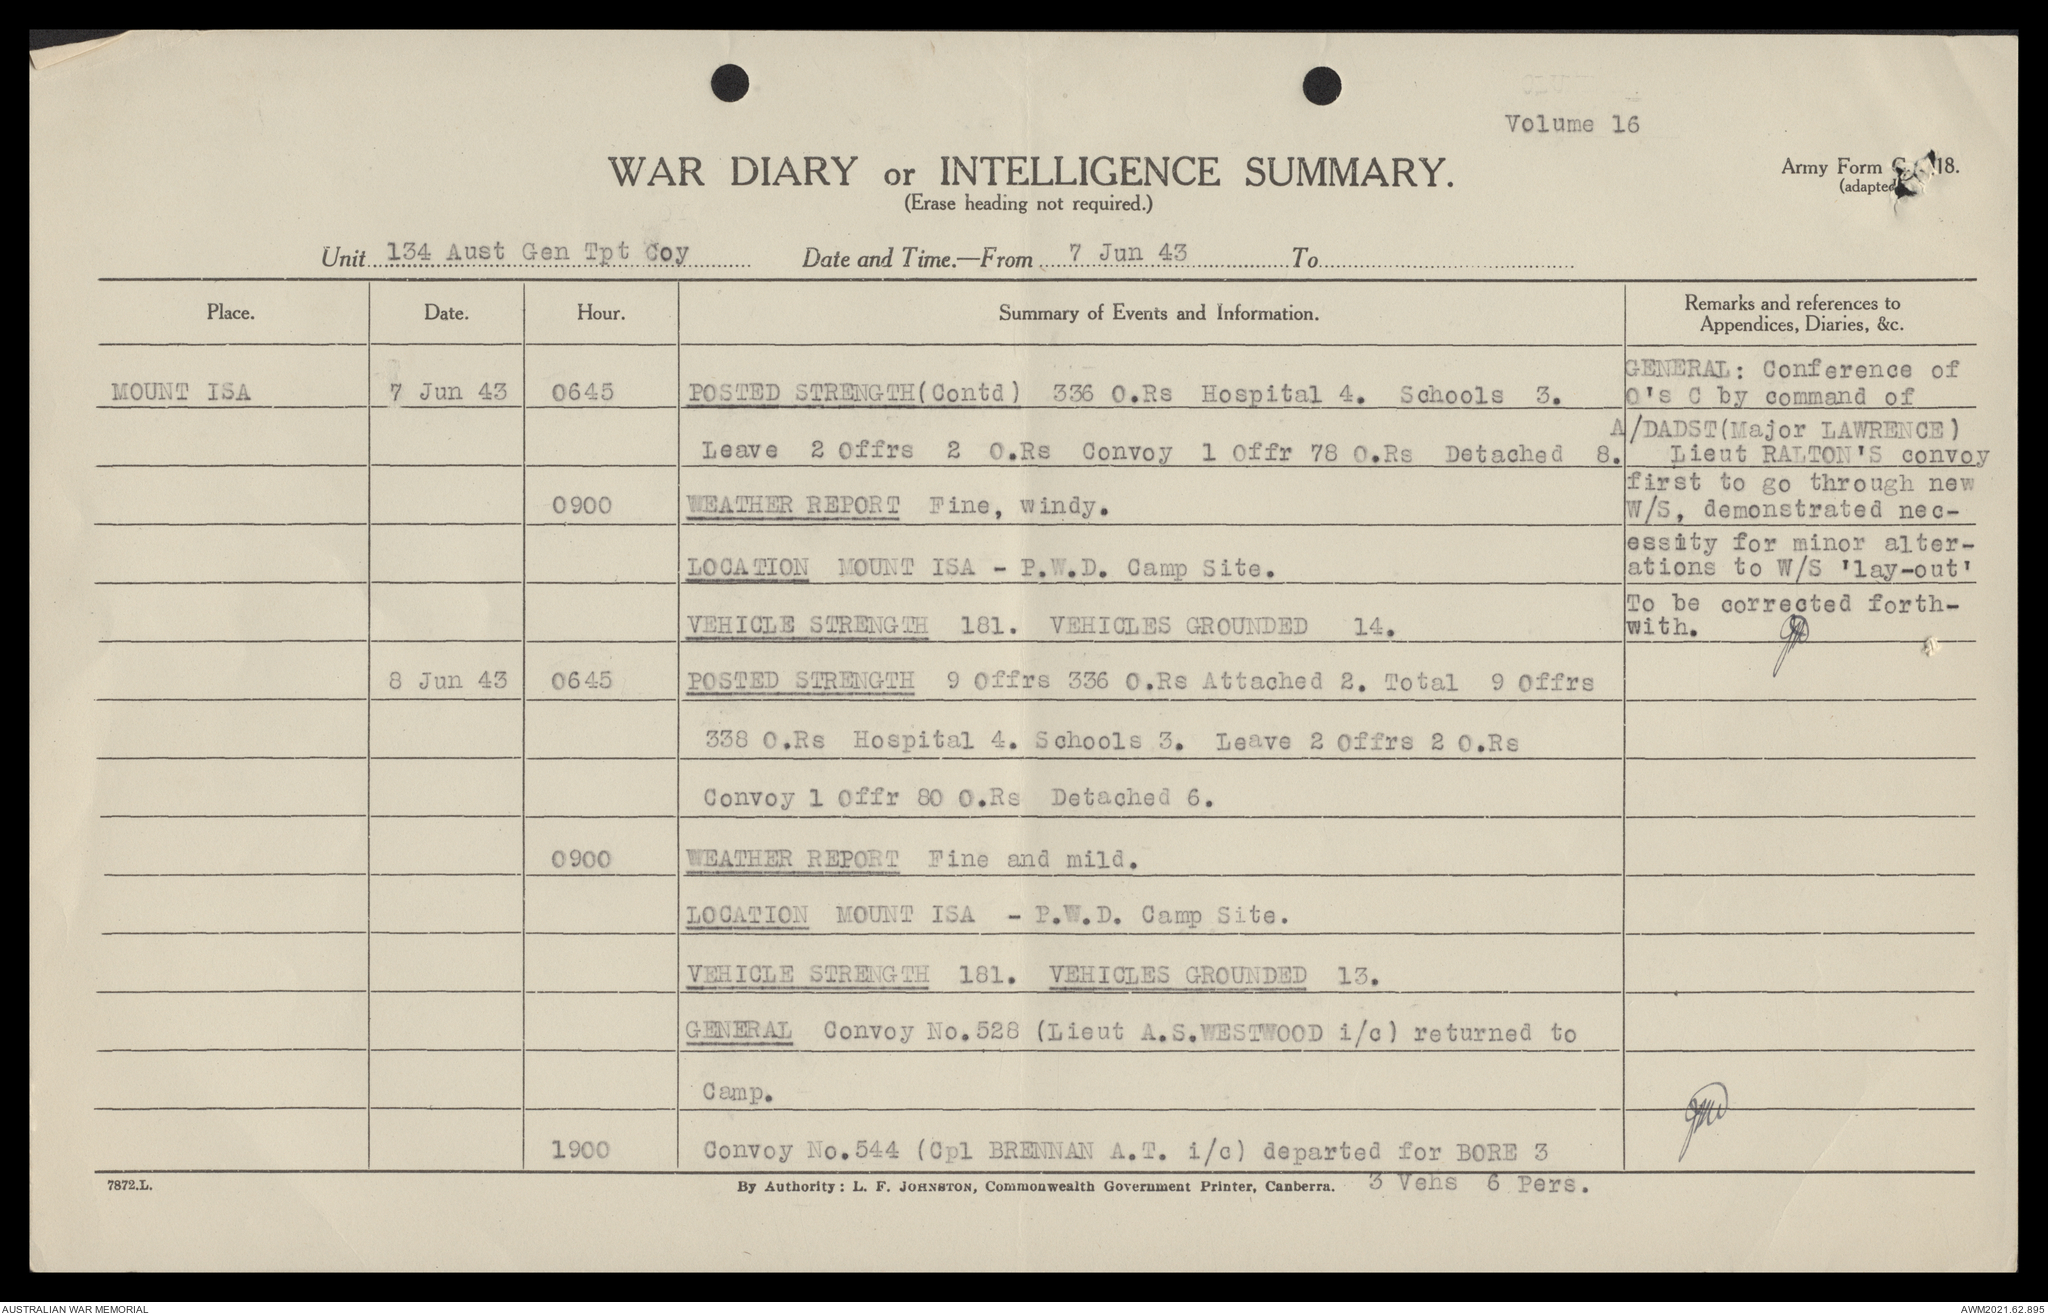 Volume 16
WAR DIARY or INTELLIGENCE SUMMARY.
(Erase heading not required.)
Army Form C. 118.
(adapted)
Unit 134 Aust Gen Tpt Coy Date and Time.—From 7 Jun 43 To
Place. Date. Hour. Summary of Events and Information. Remarks and references to Appendices, Diaries, &c.
MOUNT ISA 7 Jun 43 0645 POSTED STRENGTH(Contd) 336 O.Rs Hospital 4. Schools 3.
Leave 2 Offrs 2 O.Rs Convoy 1 Offr 78 O.Rs Detached 8.
0900 WEATHER REPORT Fine, windy.
LOCATION MOUNT ISA - P.W.D. Camp Site.
VEHICLE STRENGTH 181. VEHICLES GROUNDED 14.
GENERAL: Conference of
O's C by command of
A/DADST(Major LAWRENCE)
Lieut RALTON'S convoy
first to go through new
W/S, demonstrated nec-
essity for minor alter-
ations to W/S 'lay-out'
To be corrected forth-
with.
8 Jun 43 0645 POSTED STRENGTH 9 Offrs 336 O.Rs Attached 2. Total 9 Offrs
338 O.Rs Hospital 4. Schools 3. Leave 2 Offrs 2 O.Rs
Convoy 1 Offr 80 O.Rs Detached 6.
0900 WEATHER REPORT Fine and mild.
LOCATION MOUNT ISA - P.W.D. Camp Site.
VEHICLE STRENGTH 181. VEHICLES GROUNDED 13.
GENERAL Convoy No.528 (Lieut A.S.WESTWOOD i/c) returned to
Camp.
1900 Convoy No.544 (Cpl BRENNAN A.T. i/c) departed for BORE 3
3 Vehs 6 Pers.
7872.L. By Authority: L. F. JOHNSTON, Commonwealth Government Printer, Canberra.
AUSTRALIAN WAR MEMORIAL AWM2021.62.895